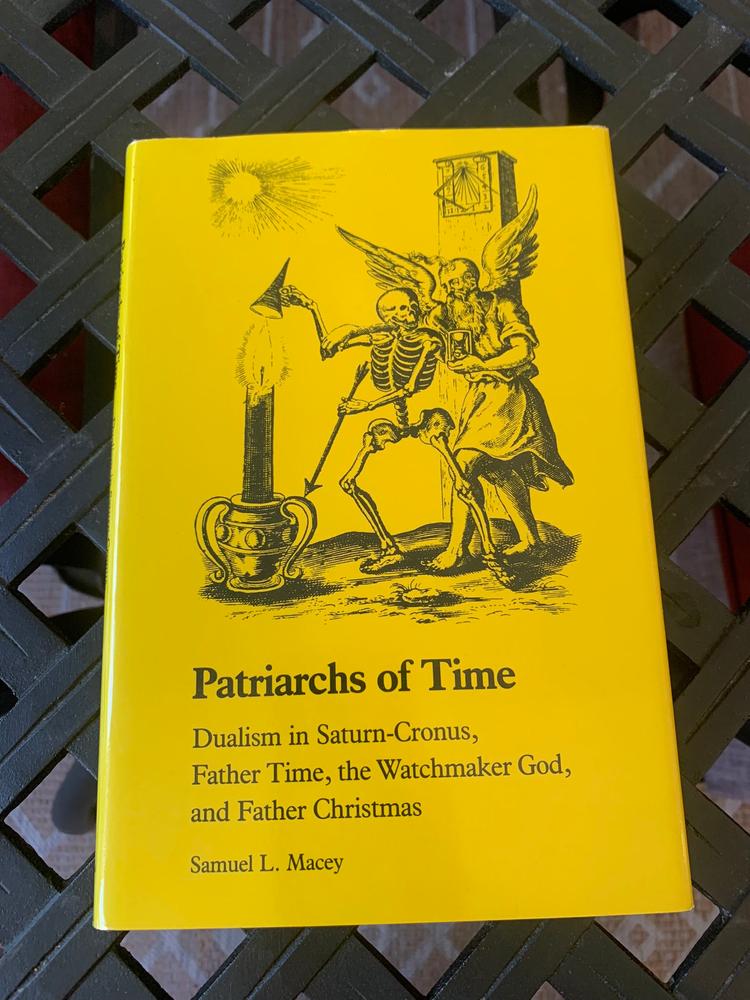 Patriarchs of Time
Dualism in Saturn-Cronus,
Father Time, the Watchmaker God,
and Father Christmas
Samuel L. Macey